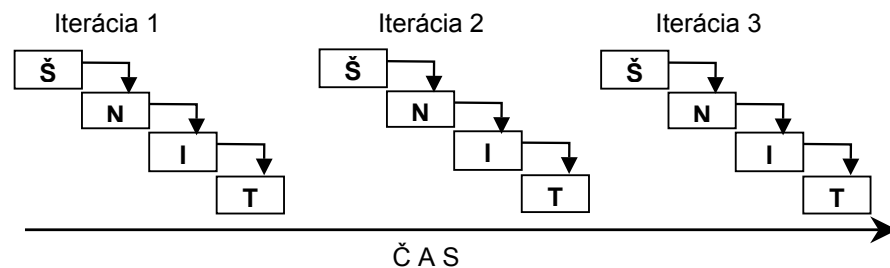 Iterácia 1 Iterácia 2 Iterácia 3
Š Š Š
N N N
I I I
T T T
Č A S